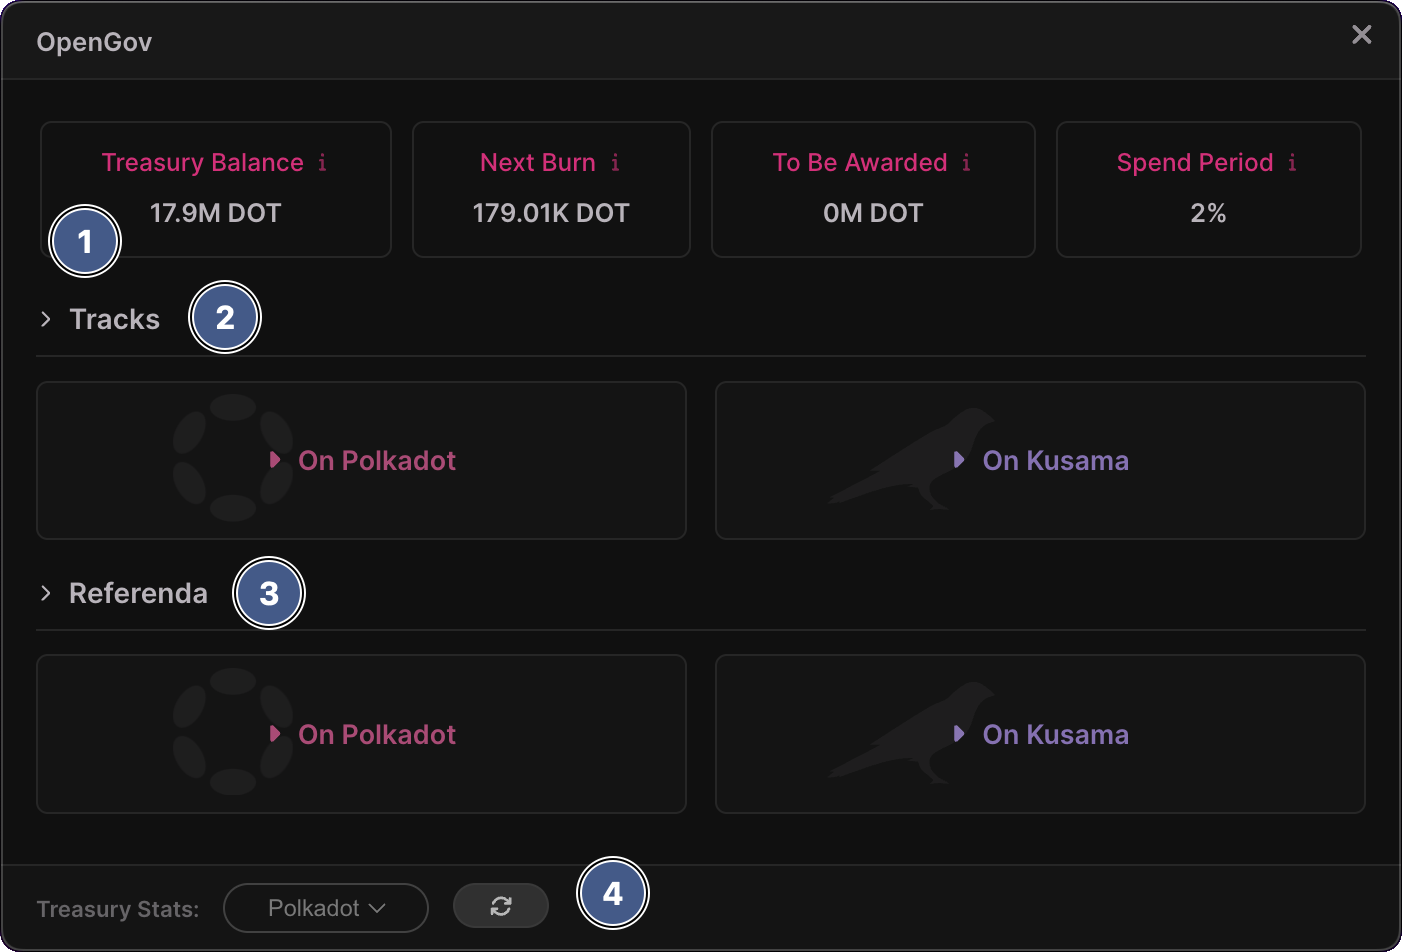 OpenGov
Treasury Balance i
17.9M DOT
Next Burn i
179.01K DOT
To Be Awarded i
0M DOT
Spend Period i
2%
1
Tracks
2
On Polkadot
On Kusama
Referenda
3
On Polkadot
On Kusama
Treasury Stats:
Polkadot
4